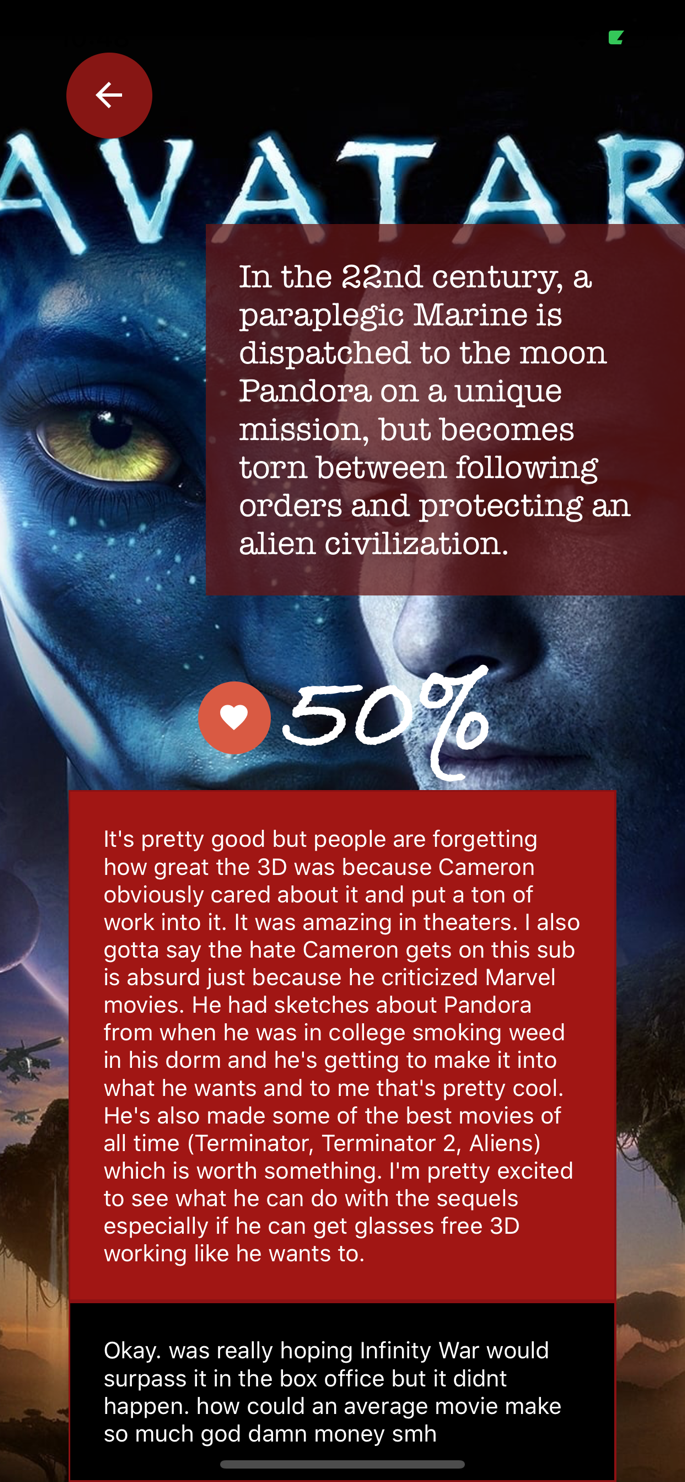 AVATAR
In the 22nd century, a
paraplegic Marine is
dispatched to the moon
Pandora on a unique
mission, but becomes
torn between following
orders and protecting an
alien civilization.
50%
It's pretty good but people are forgetting
how great the 3D was because Cameron
obviously cared about it and put a ton of
work into it. It was amazing in theaters. I also
gotta say the hate Cameron gets on this sub
is absurd just because he criticized Marvel
movies. He had sketches about Pandora
from when he was in college smoking weed
in his dorm and he's getting to make it into
what he wants and to me that's pretty cool.
He's also made some of the best movies of
all time (Terminator, Terminator 2, Aliens)
which is worth something. I'm pretty excited
to see what he can do with the sequels
especially if he can get glasses free 3D
working like he wants to.
Okay. was really hoping Infinity War would
surpass it in the box office but it didnt
happen. how could an average movie make
so much god damn money smh